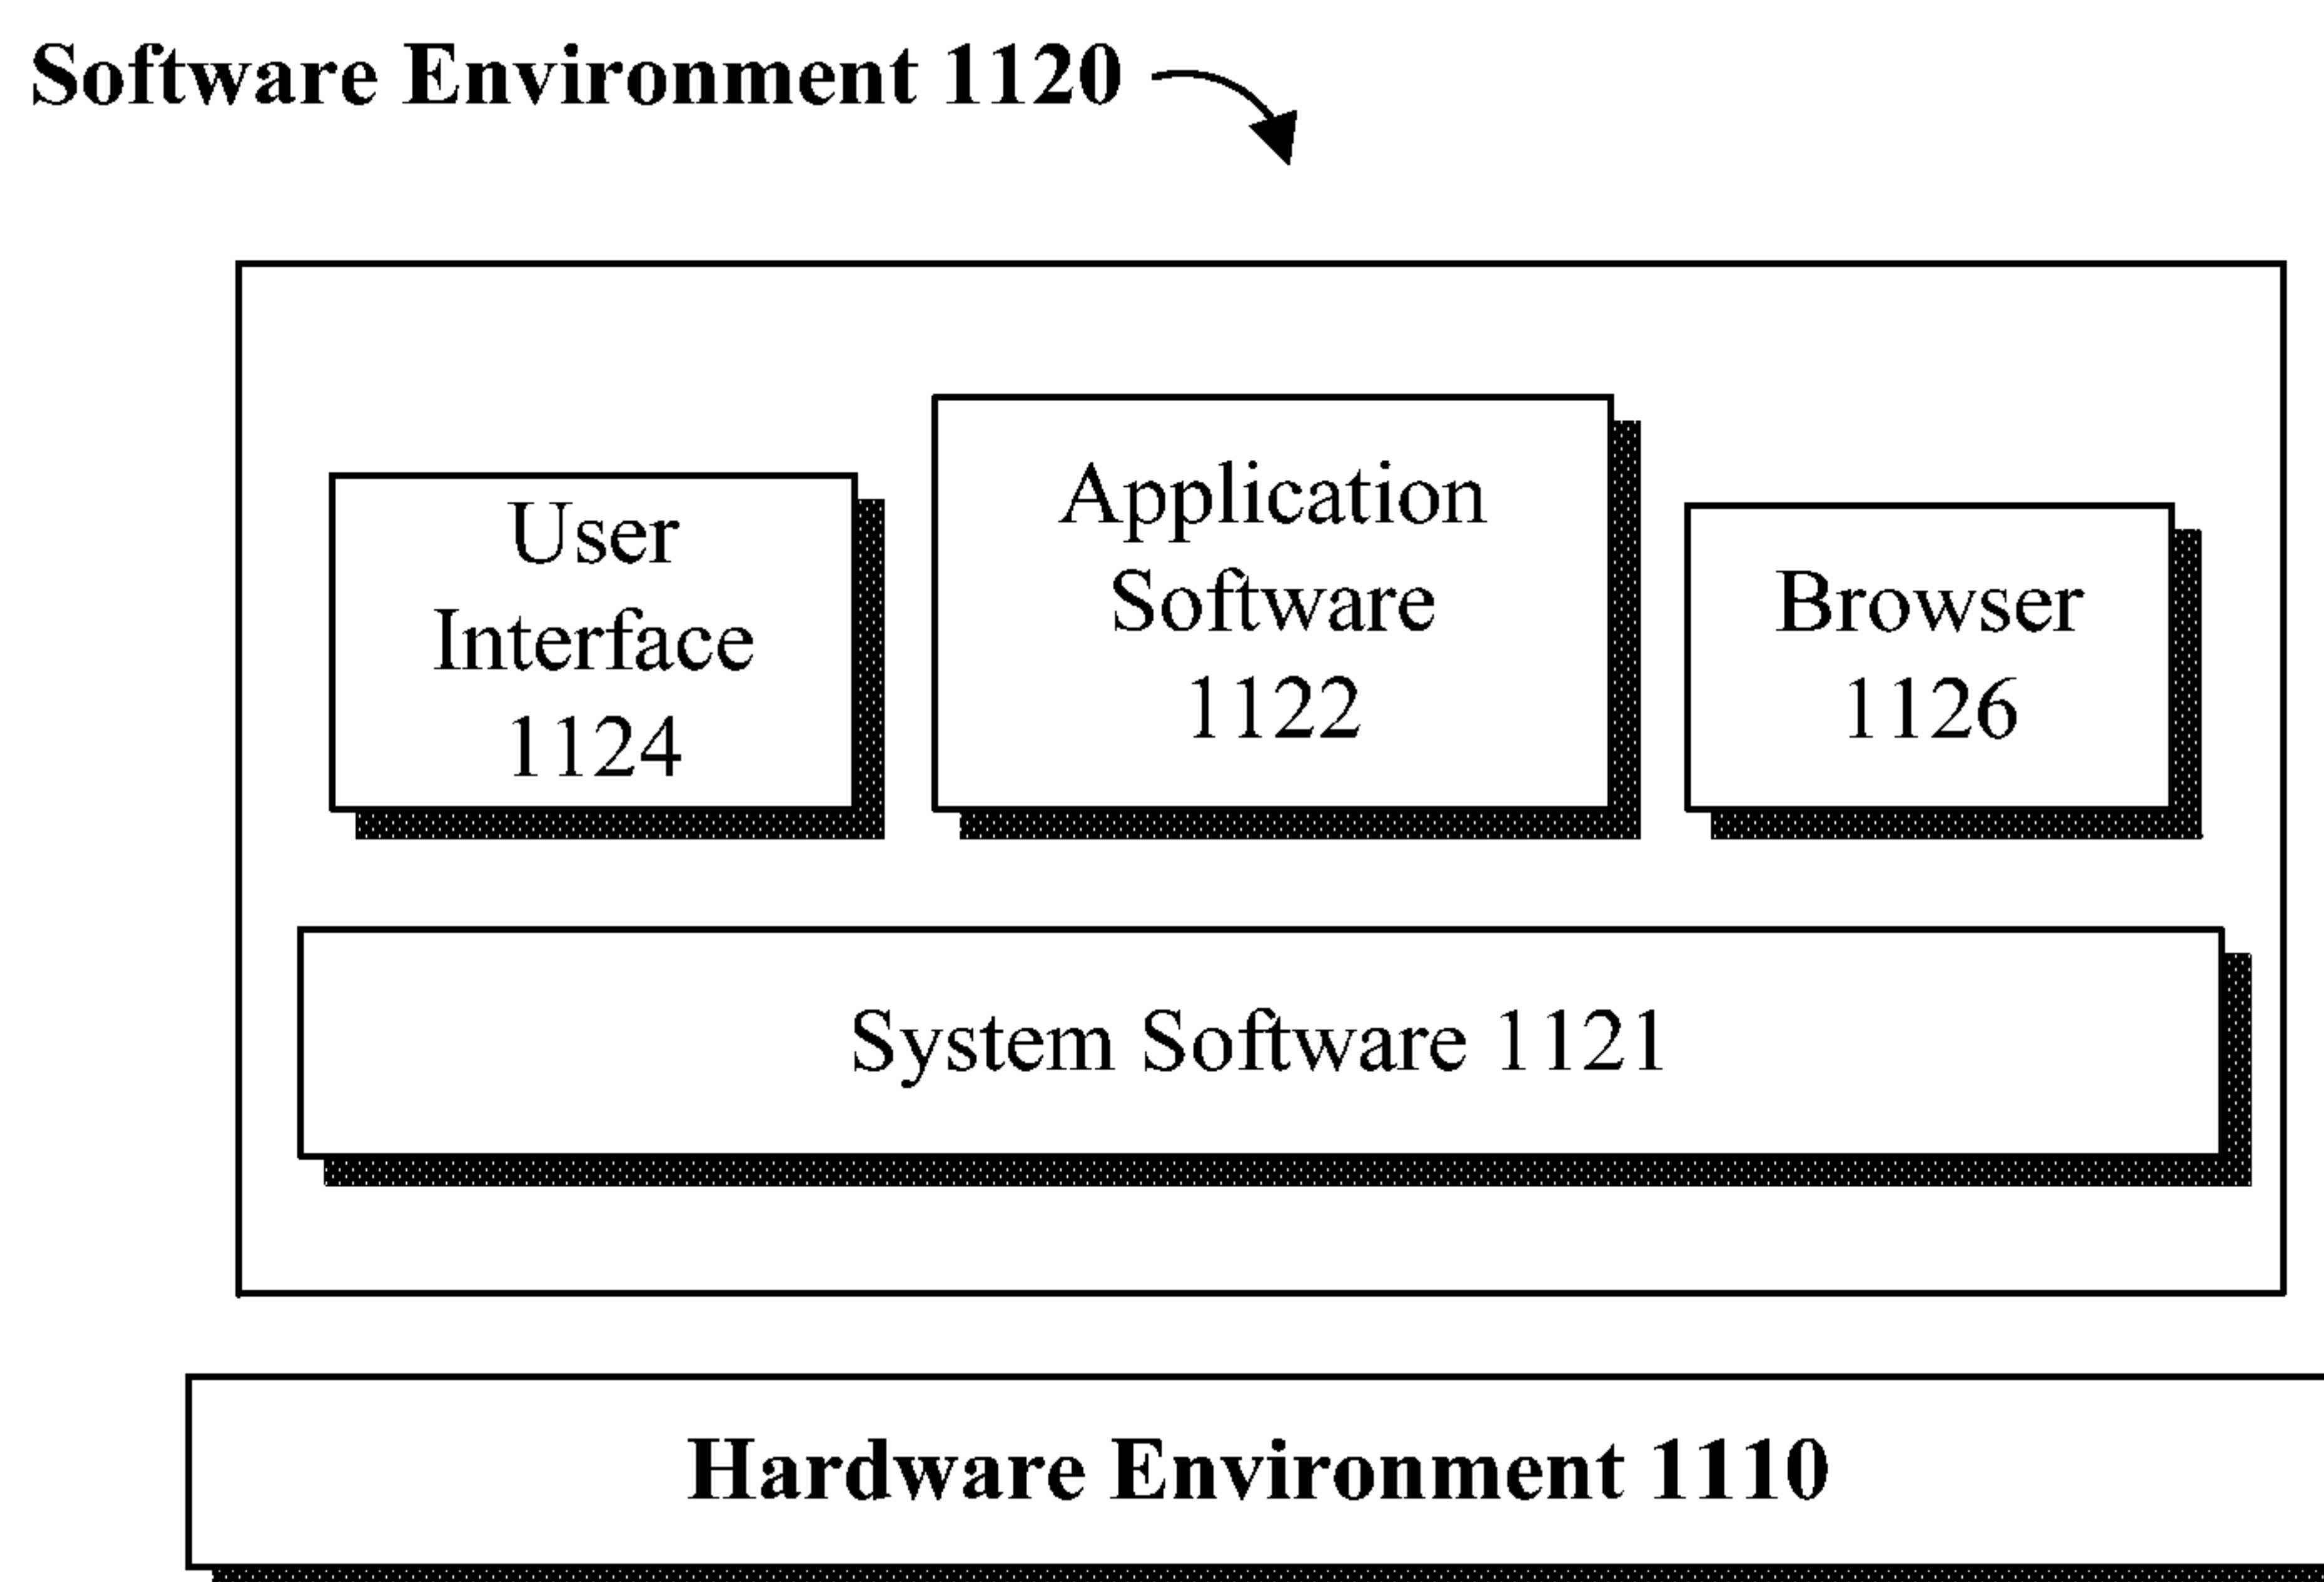 Software Environment 1120
User
Interface
1124
Application
Software
1122
Browser
1126
System Software 1121
Hardware Environment 1110